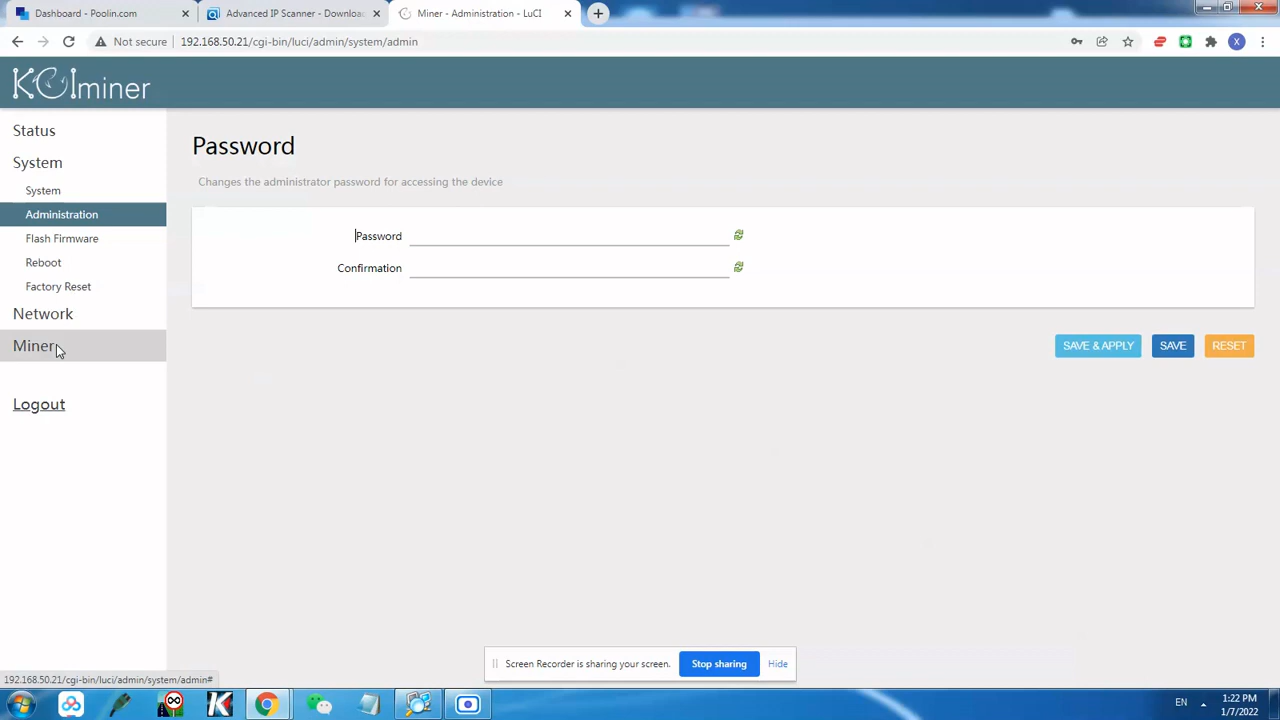 Dashboard - Poolin.com
Advanced IP Scanner - Downloa
Miner - Administration - LuCI
Not secure
192.168.50.21/cgi-bin/luci/admin/system/admin
X
KOIminer
Status
System
System
Administration
Flash Firmware
Reboot
Factory Reset
Network
Miner
Logout
Password
Changes the administrator password for accessing the device
Password
Confirmation
SAVE & APPLY
SAVE
RESET
Screen Recorder is sharing your screen.
Stop sharing
Hide
192.168.50.21/cgi-bin/luci/admin/system/admin#
EN
1:22 PM
1/7/2022